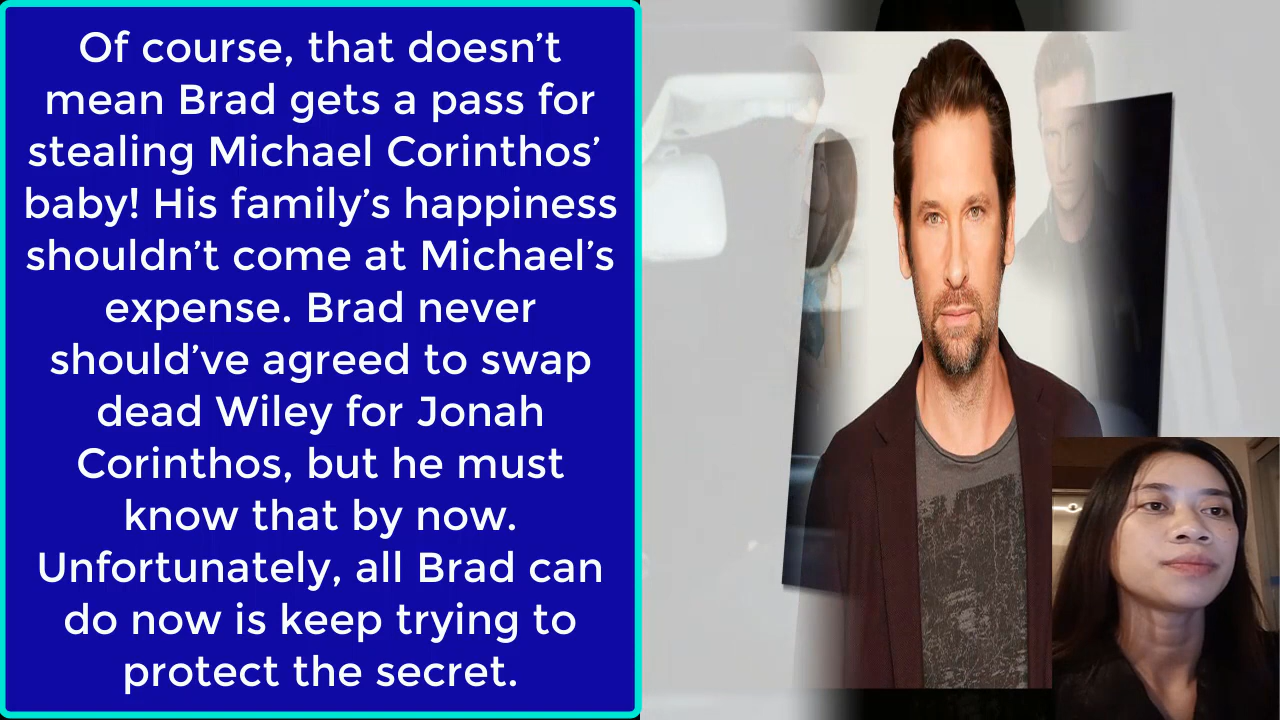 Of course, that doesn’t
mean Brad gets a pass for
stealing Michael Corinthos’
baby! His family’s happiness
shouldn’t come at Michael’s
expense. Brad never
should’ve agreed to swap
dead Wiley for Jonah
Corinthos, but he must
know that by now.
Unfortunately, all Brad can
do now is keep trying to
protect the secret.